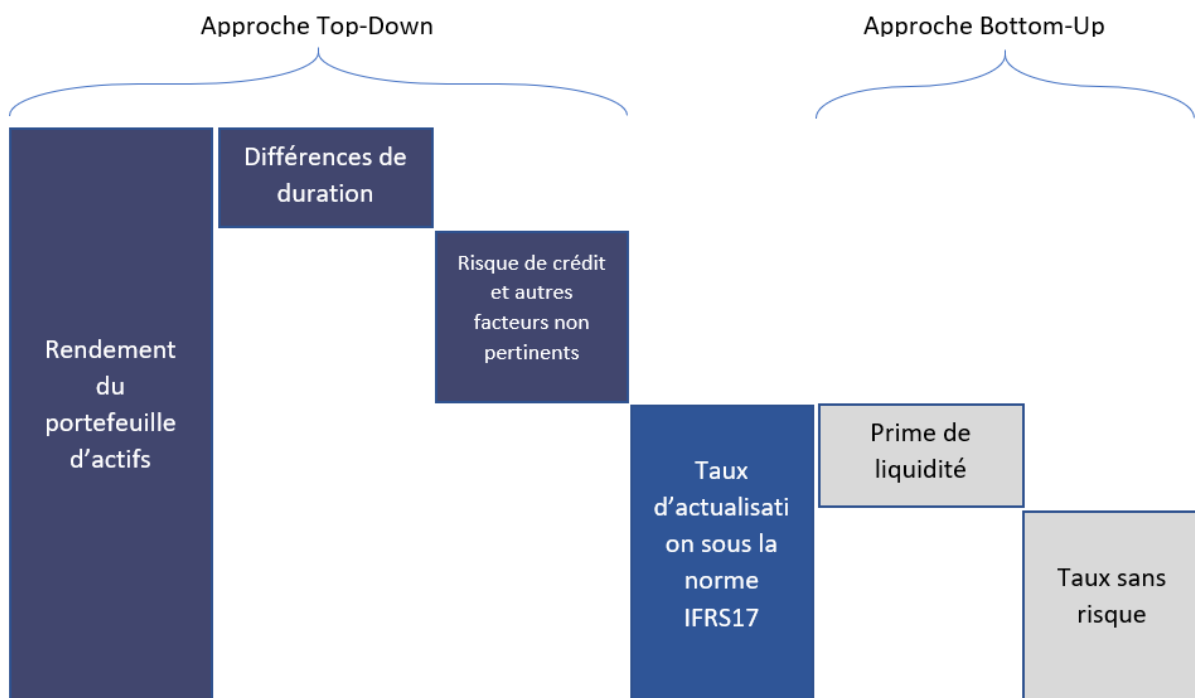 Approche Top-Down
Approche Bottom-Up
Différences de
duration
Risque de crédit
et autres
facteurs non
pertinents
Rendement
du
portefeuille
d’actifs
Taux
d’actualisati
on sous la
norme
IFRS17
Prime de
liquidité
Taux sans
risque